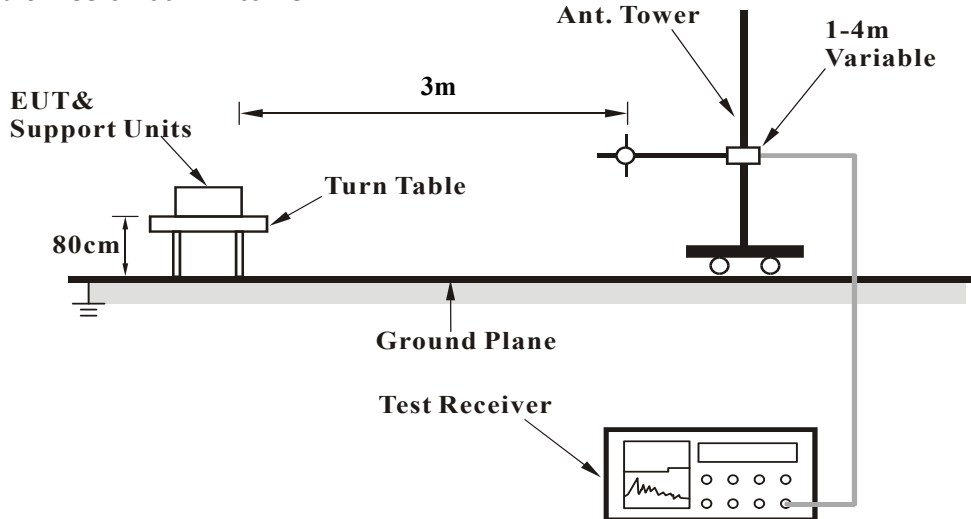 Ant. Tower
1-4m
Variable
3m
EUT&
Support Units
Turn Table
80cm
Ground Plane
Test Receiver